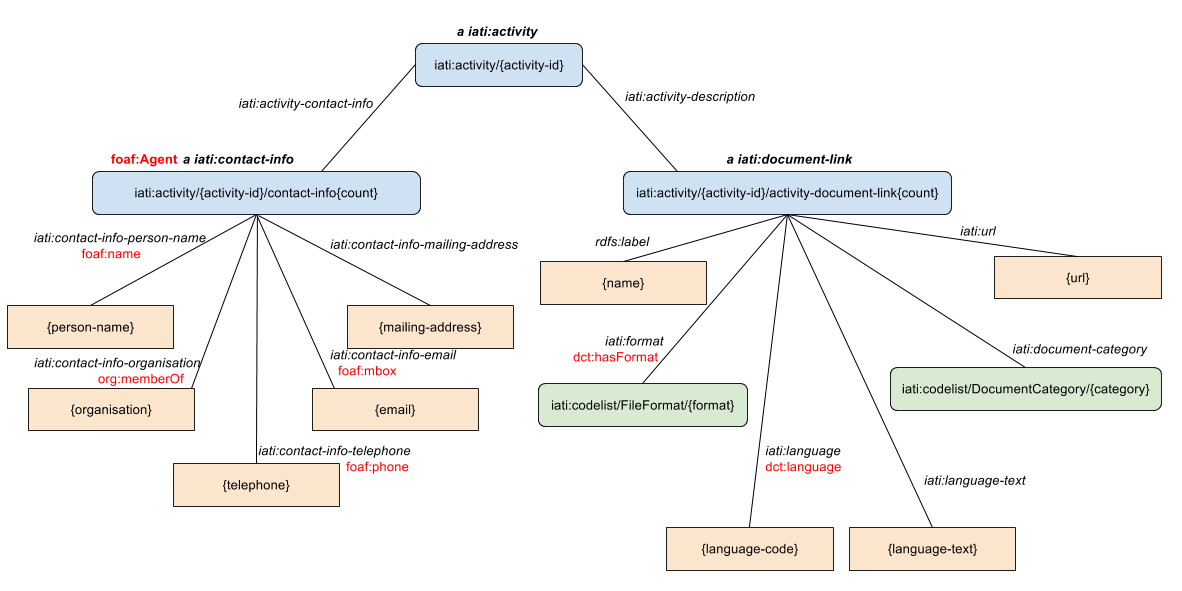 a iati:activity
iati:activity/{activity-id}
iati:activity-contact-info
iati:activity-description
foaf:Agent a iati:contact-info
iati:activity/{activity-id}/contact-info{count}
a iati:document-link
iati:activity/{activity-id}/activity-document-link{count}
iati:contact-info-person-name
foaf:name
iati:contact-info-mailing-address
{person-name}
{mailing-address}
iati:contact-info-organisation
org:memberOf
{organisation}
iati:contact-info-email
foaf:mbox
{email}
iati:contact-info-telephone
foaf:phone
{telephone}
rdfs:label
{name}
iati:url
{url}
iati:format
dct:hasFormat
iati:codelist/FileFormat/{format}
iati:document-category
iati:codelist/DocumentCategory/{category}
iati:language
dct:language
{language-code}
iati:language-text
{language-text}